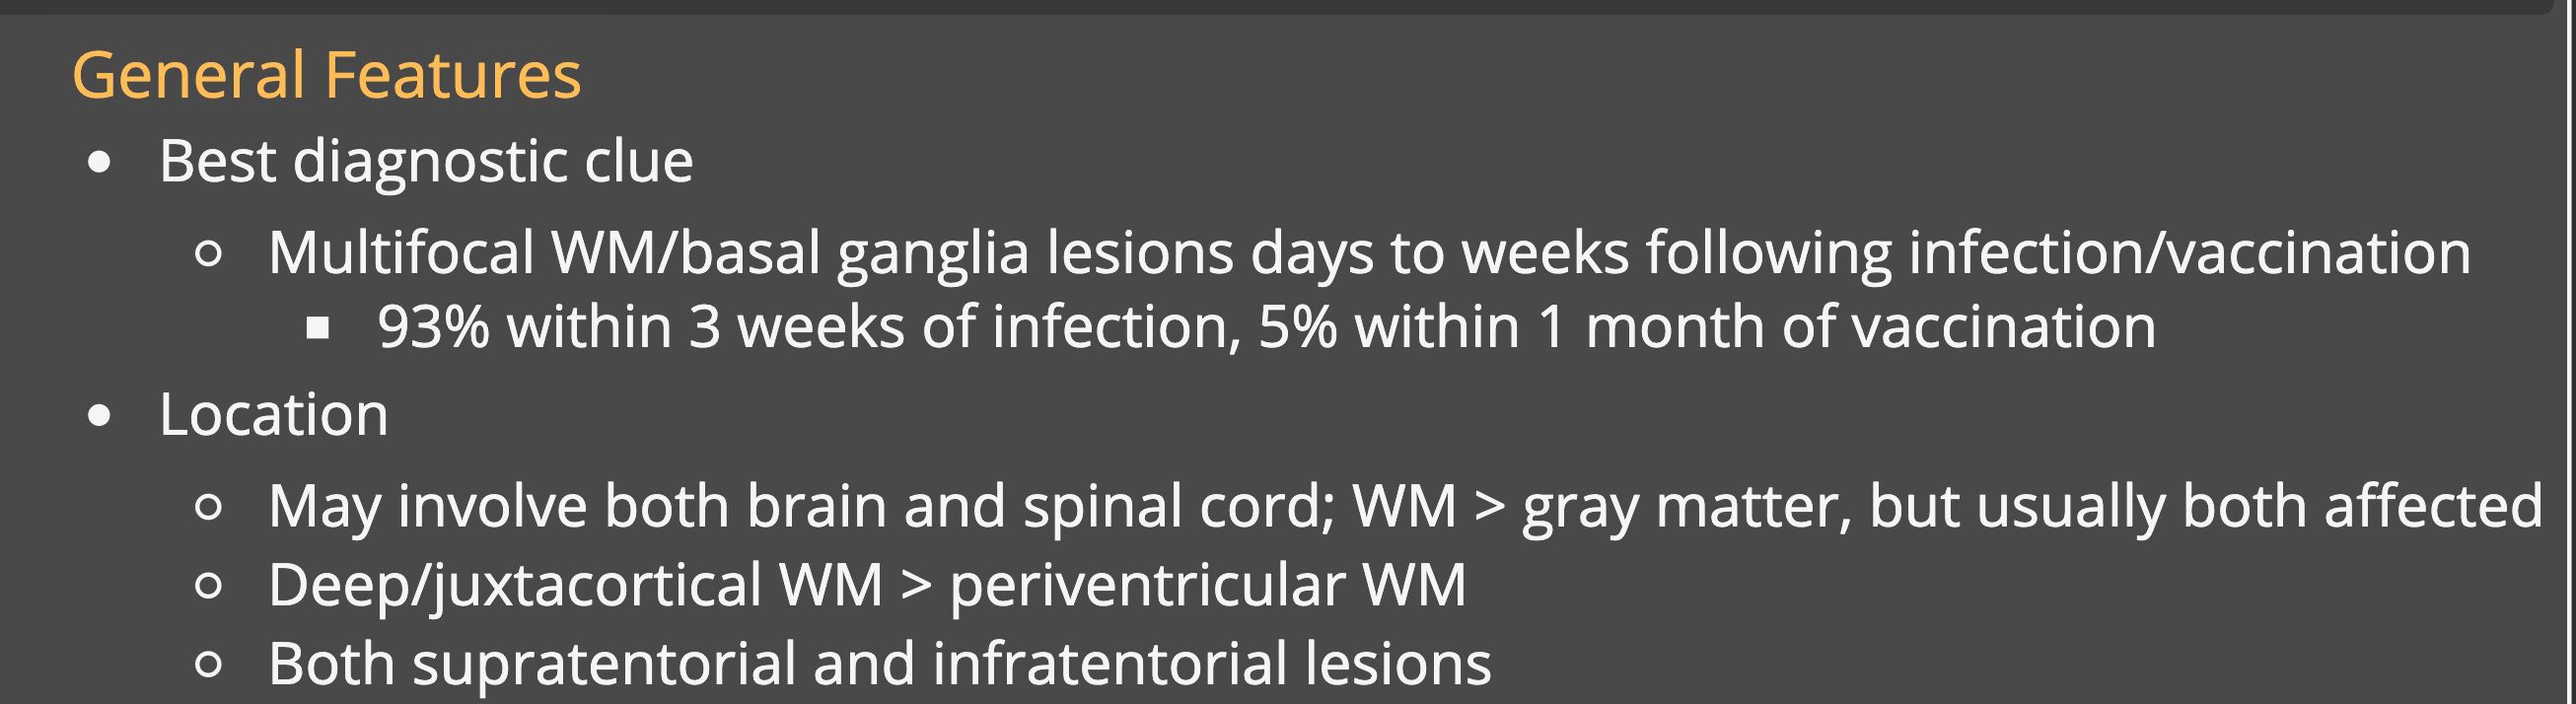 General Features
• Best diagnostic clue
○ Multifocal WM/basal ganglia lesions days to weeks following infection/vaccination
▪ 93% within 3 weeks of infection, 5% within 1 month of vaccination
• Location
○ May involve both brain and spinal cord; WM > gray matter, but usually both affected
○ Deep/juxtacortical WM > periventricular WM
○ Both supratentorial and infratentorial lesions